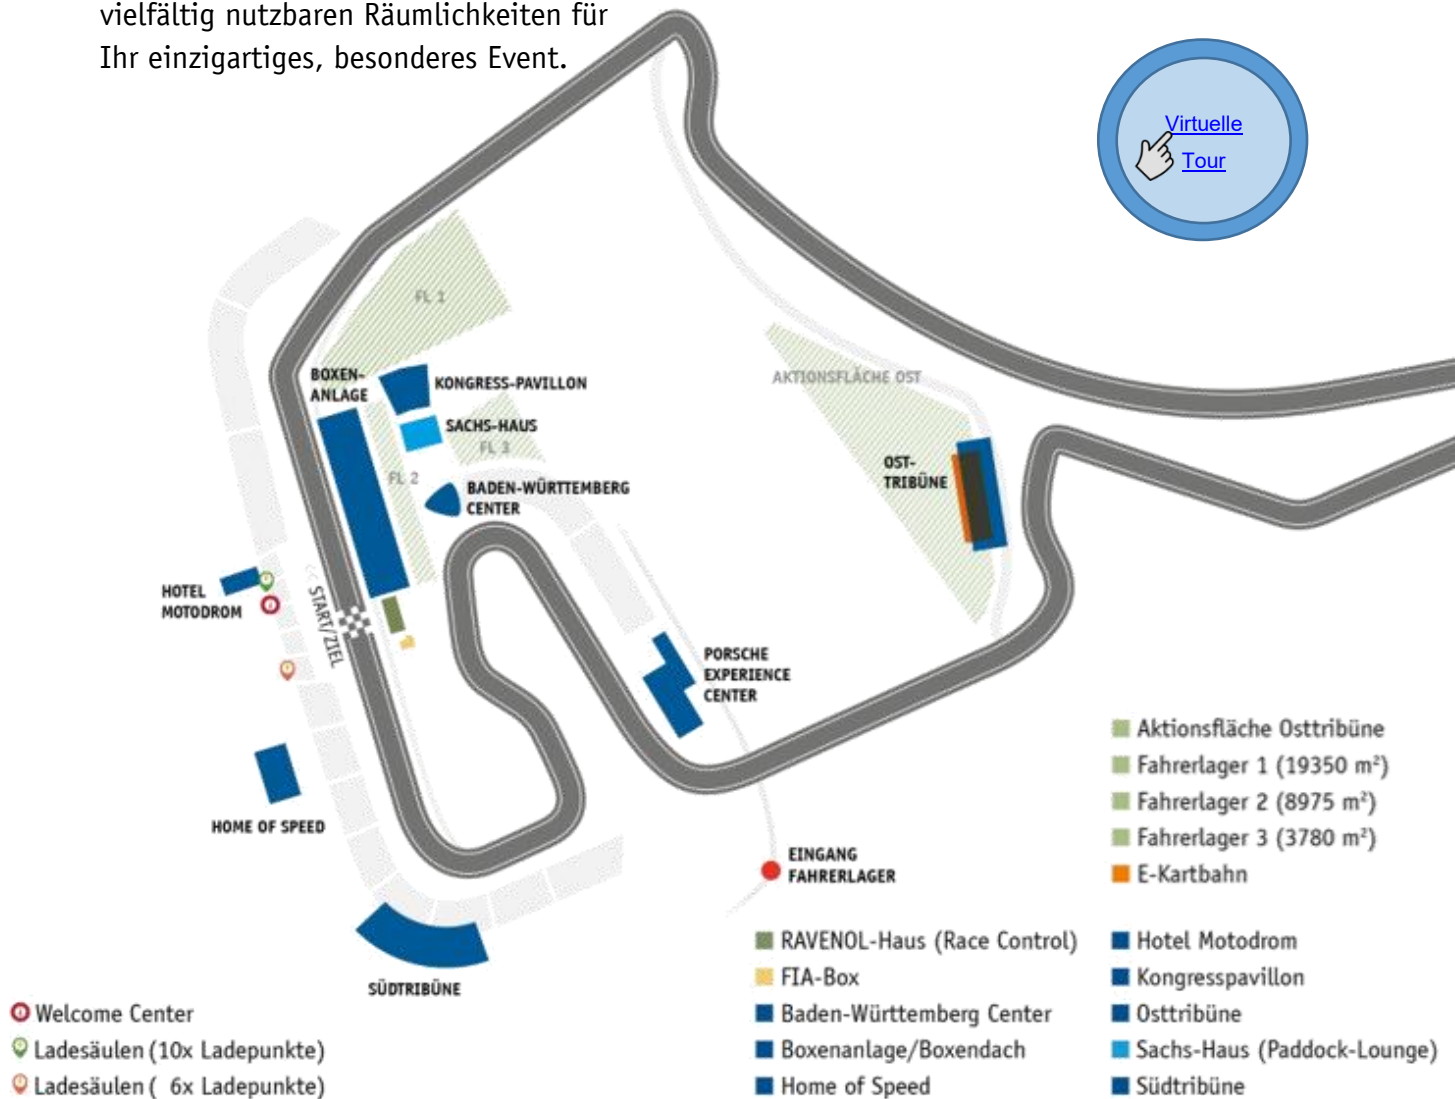 vielfältig nutzbaren Räumlichkeiten für
Ihr einzigartiges, besonderes Event.
Virtuelle
Tour
FL 1
BOXEN-
ANLAGE
KONGRESS-PAVILLON
SACHS-HAUS
FL 3
FL 2
BADEN-WÜRTTEMBERG
CENTER
AKTIONSFLÄCHE OST
OST-
TRIBÜNE
HOTEL
MOTODROM
<< START/ZIEL
PORSCHE
EXPERIENCE
CENTER
HOME OF SPEED
EINGANG
FAHRERLAGER
SÜDTRIBÜNE
Aktionsfläche Osttribüne
Fahrerlager 1 (19350 m²)
Fahrerlager 2 (8975 m²)
Fahrerlager 3 (3780 m²)
E-Kartbahn
RAVENOL-Haus (Race Control)
FIA-Box
Baden-Württemberg Center
Boxenanlage/Boxendach
Home of Speed
Hotel Motodrom
Kongresspavillon
Osttribüne
Sachs-Haus (Paddock-Lounge)
Südtribüne
Welcome Center
Ladesäulen (10x Ladepunkte)
Ladesäulen ( 6x Ladepunkte)